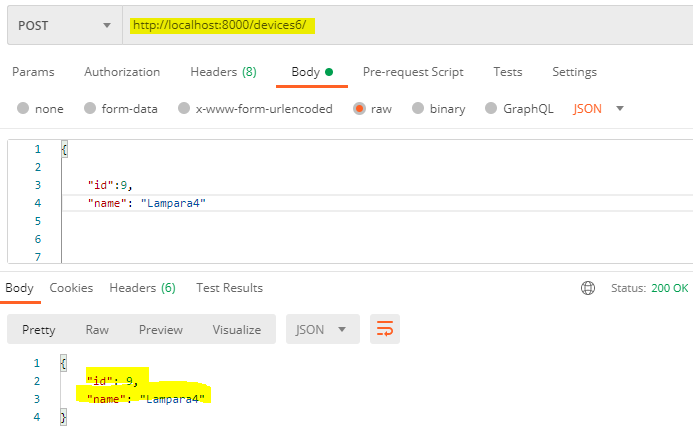 POST http://localhost:8000/devices6/
Params Authorization Headers (8) Body Pre-request Script Tests Settings
none form-data x-www-form-urlencoded raw binary GraphQL JSON
1 {
2
3 "id":9,
4 "name": "Lampara4"
5
6
7
Body Cookies Headers (6) Test Results Status: 200 OK
Pretty Raw Preview Visualize JSON
1 {
2 "id": 9,
3 "name": "Lampara4"
4 }